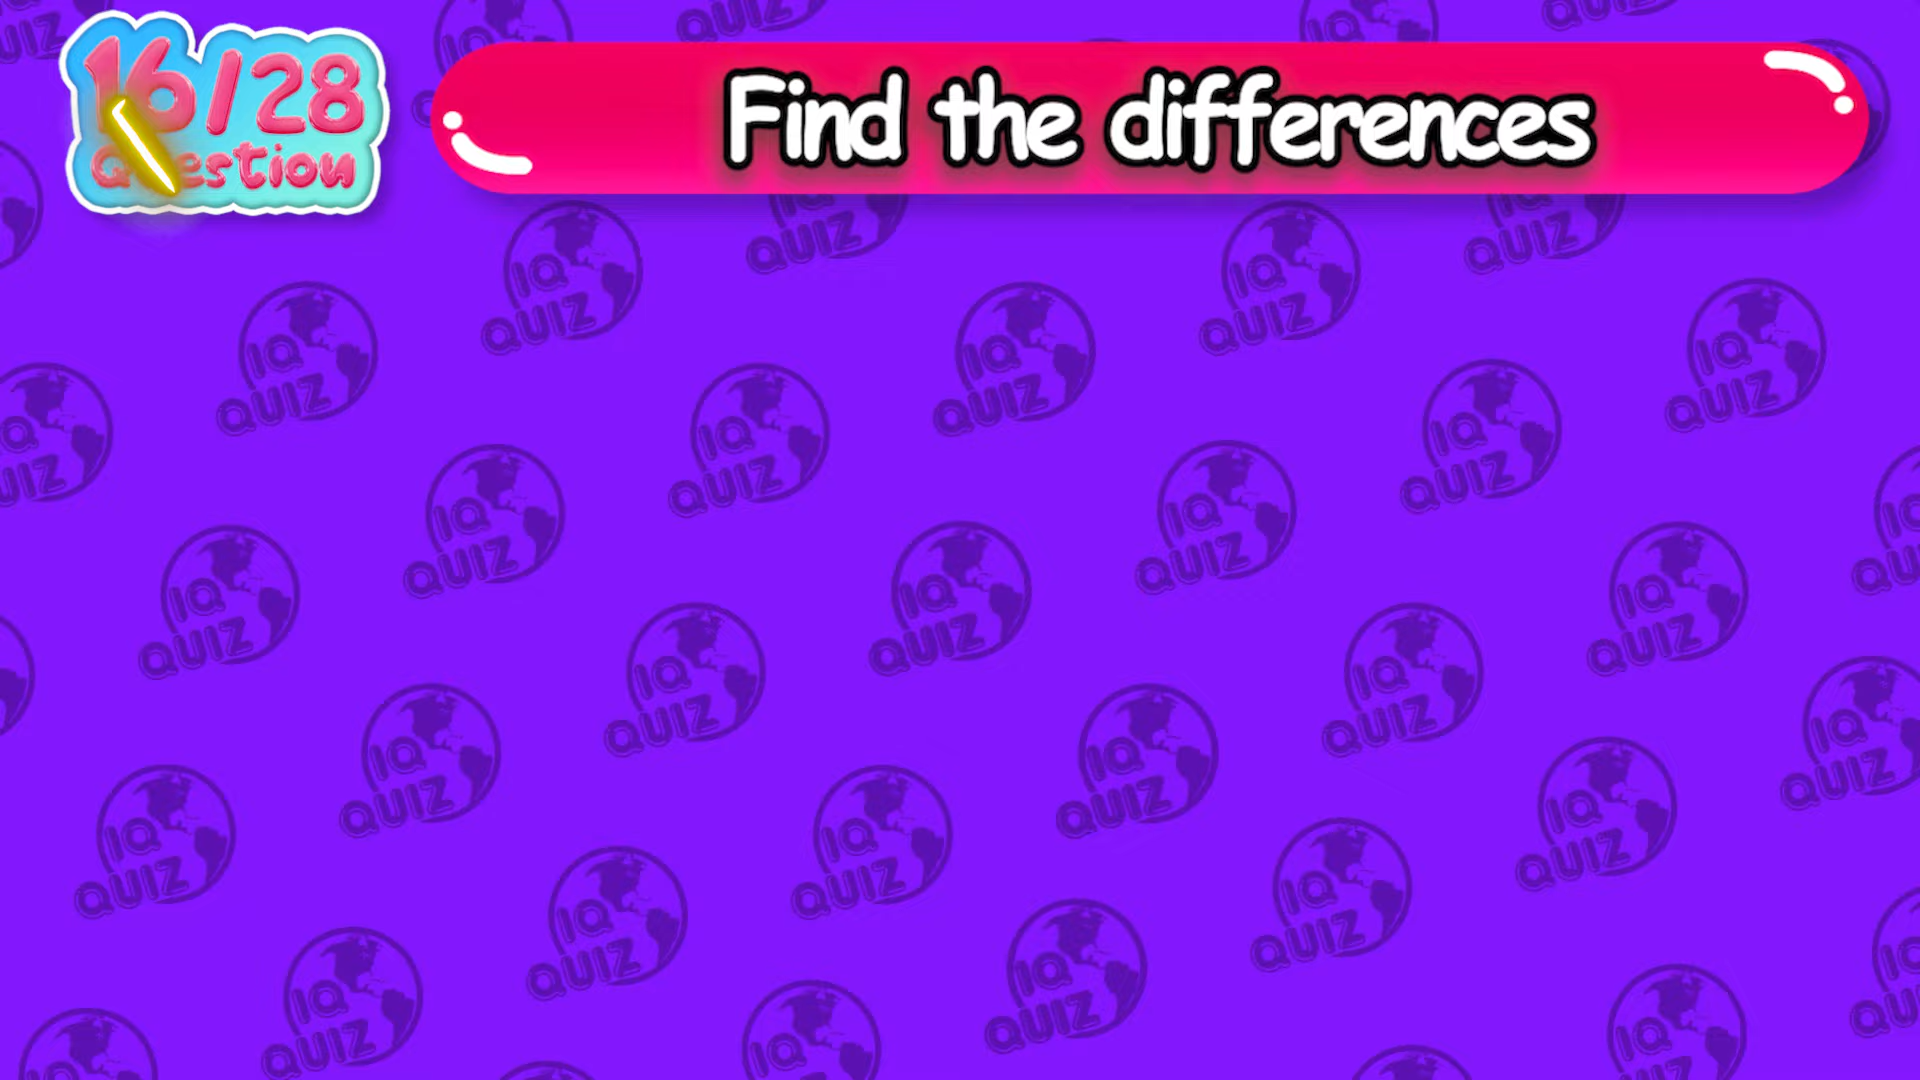 16/28
Question
Find the differences
IQ
QUIZ